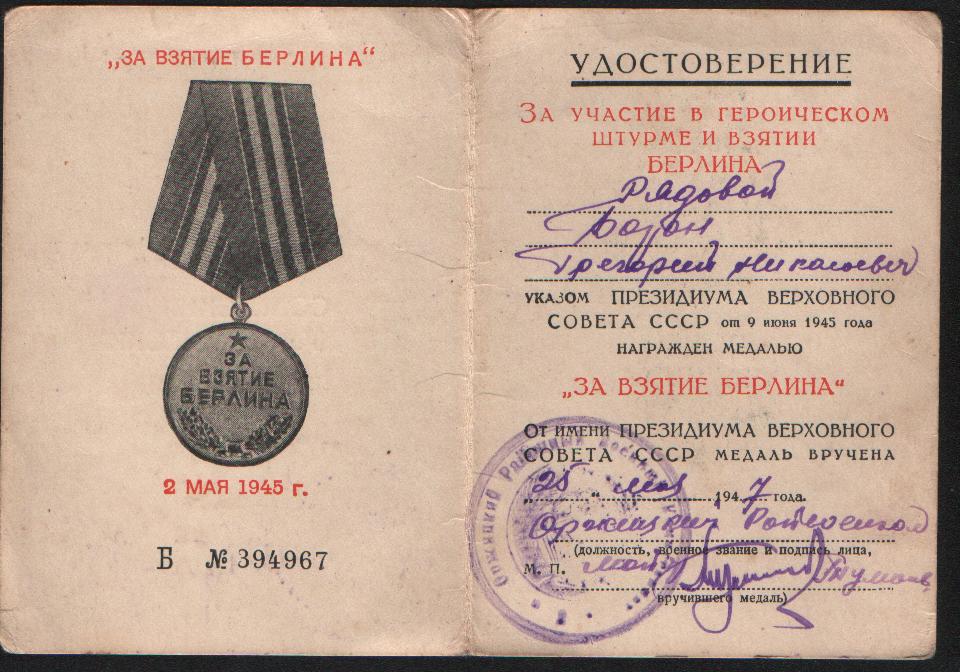 „ЗА ВЗЯТИЕ БЕРЛИНА“
ЗА
ВЗЯТИЕ
БЕРЛИНА
2 МАЯ 1945 г.
Б № 394967
УДОСТОВЕРЕНИЕ
ЗА УЧАСТИЕ В ГЕРОИЧЕСКОМ
ШТУРМЕ И ВЗЯТИИ
БЕРЛИНА
Рядовой
Григорий Николаевич
УКАЗОМ ПРЕЗИДИУМА ВЕРХОВНОГО
СОВЕТА СССР от 9 июня 1945 года
НАГРАЖДЕН МЕДАЛЬЮ
„ЗА ВЗЯТИЕ БЕРЛИНА“
ОТ ИМЕНИ ПРЕЗИДИУМА ВЕРХОВНОГО
СОВЕТА СССР МЕДАЛЬ ВРУЧЕНА
„25“ мая 1947 года.
Оржицкий Райвоенком
(должность, военное звание и подпись лица,
М. П.
вручившего медаль)